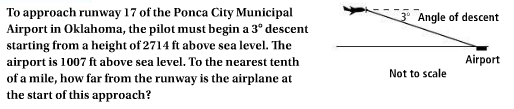 To approach runway 17 of the Ponca City Municipal
Airport in Oklahoma, the pilot must begin a 3° descent
starting from a height of 2714 ft above sea level. The
airport is 1007 ft above sea level. To the nearest tenth
of a mile, how far from the runway is the airplane at
the start of this approach?
3° Angle of descent
Airport
Not to scale